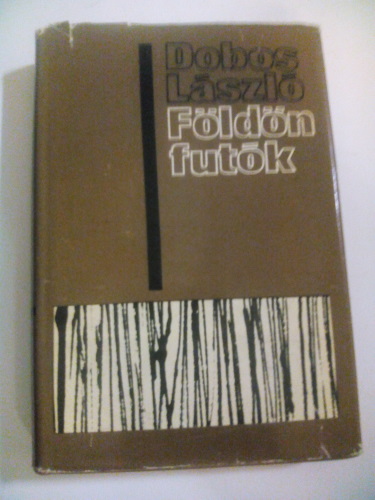 Dobos
László
Földön
futók